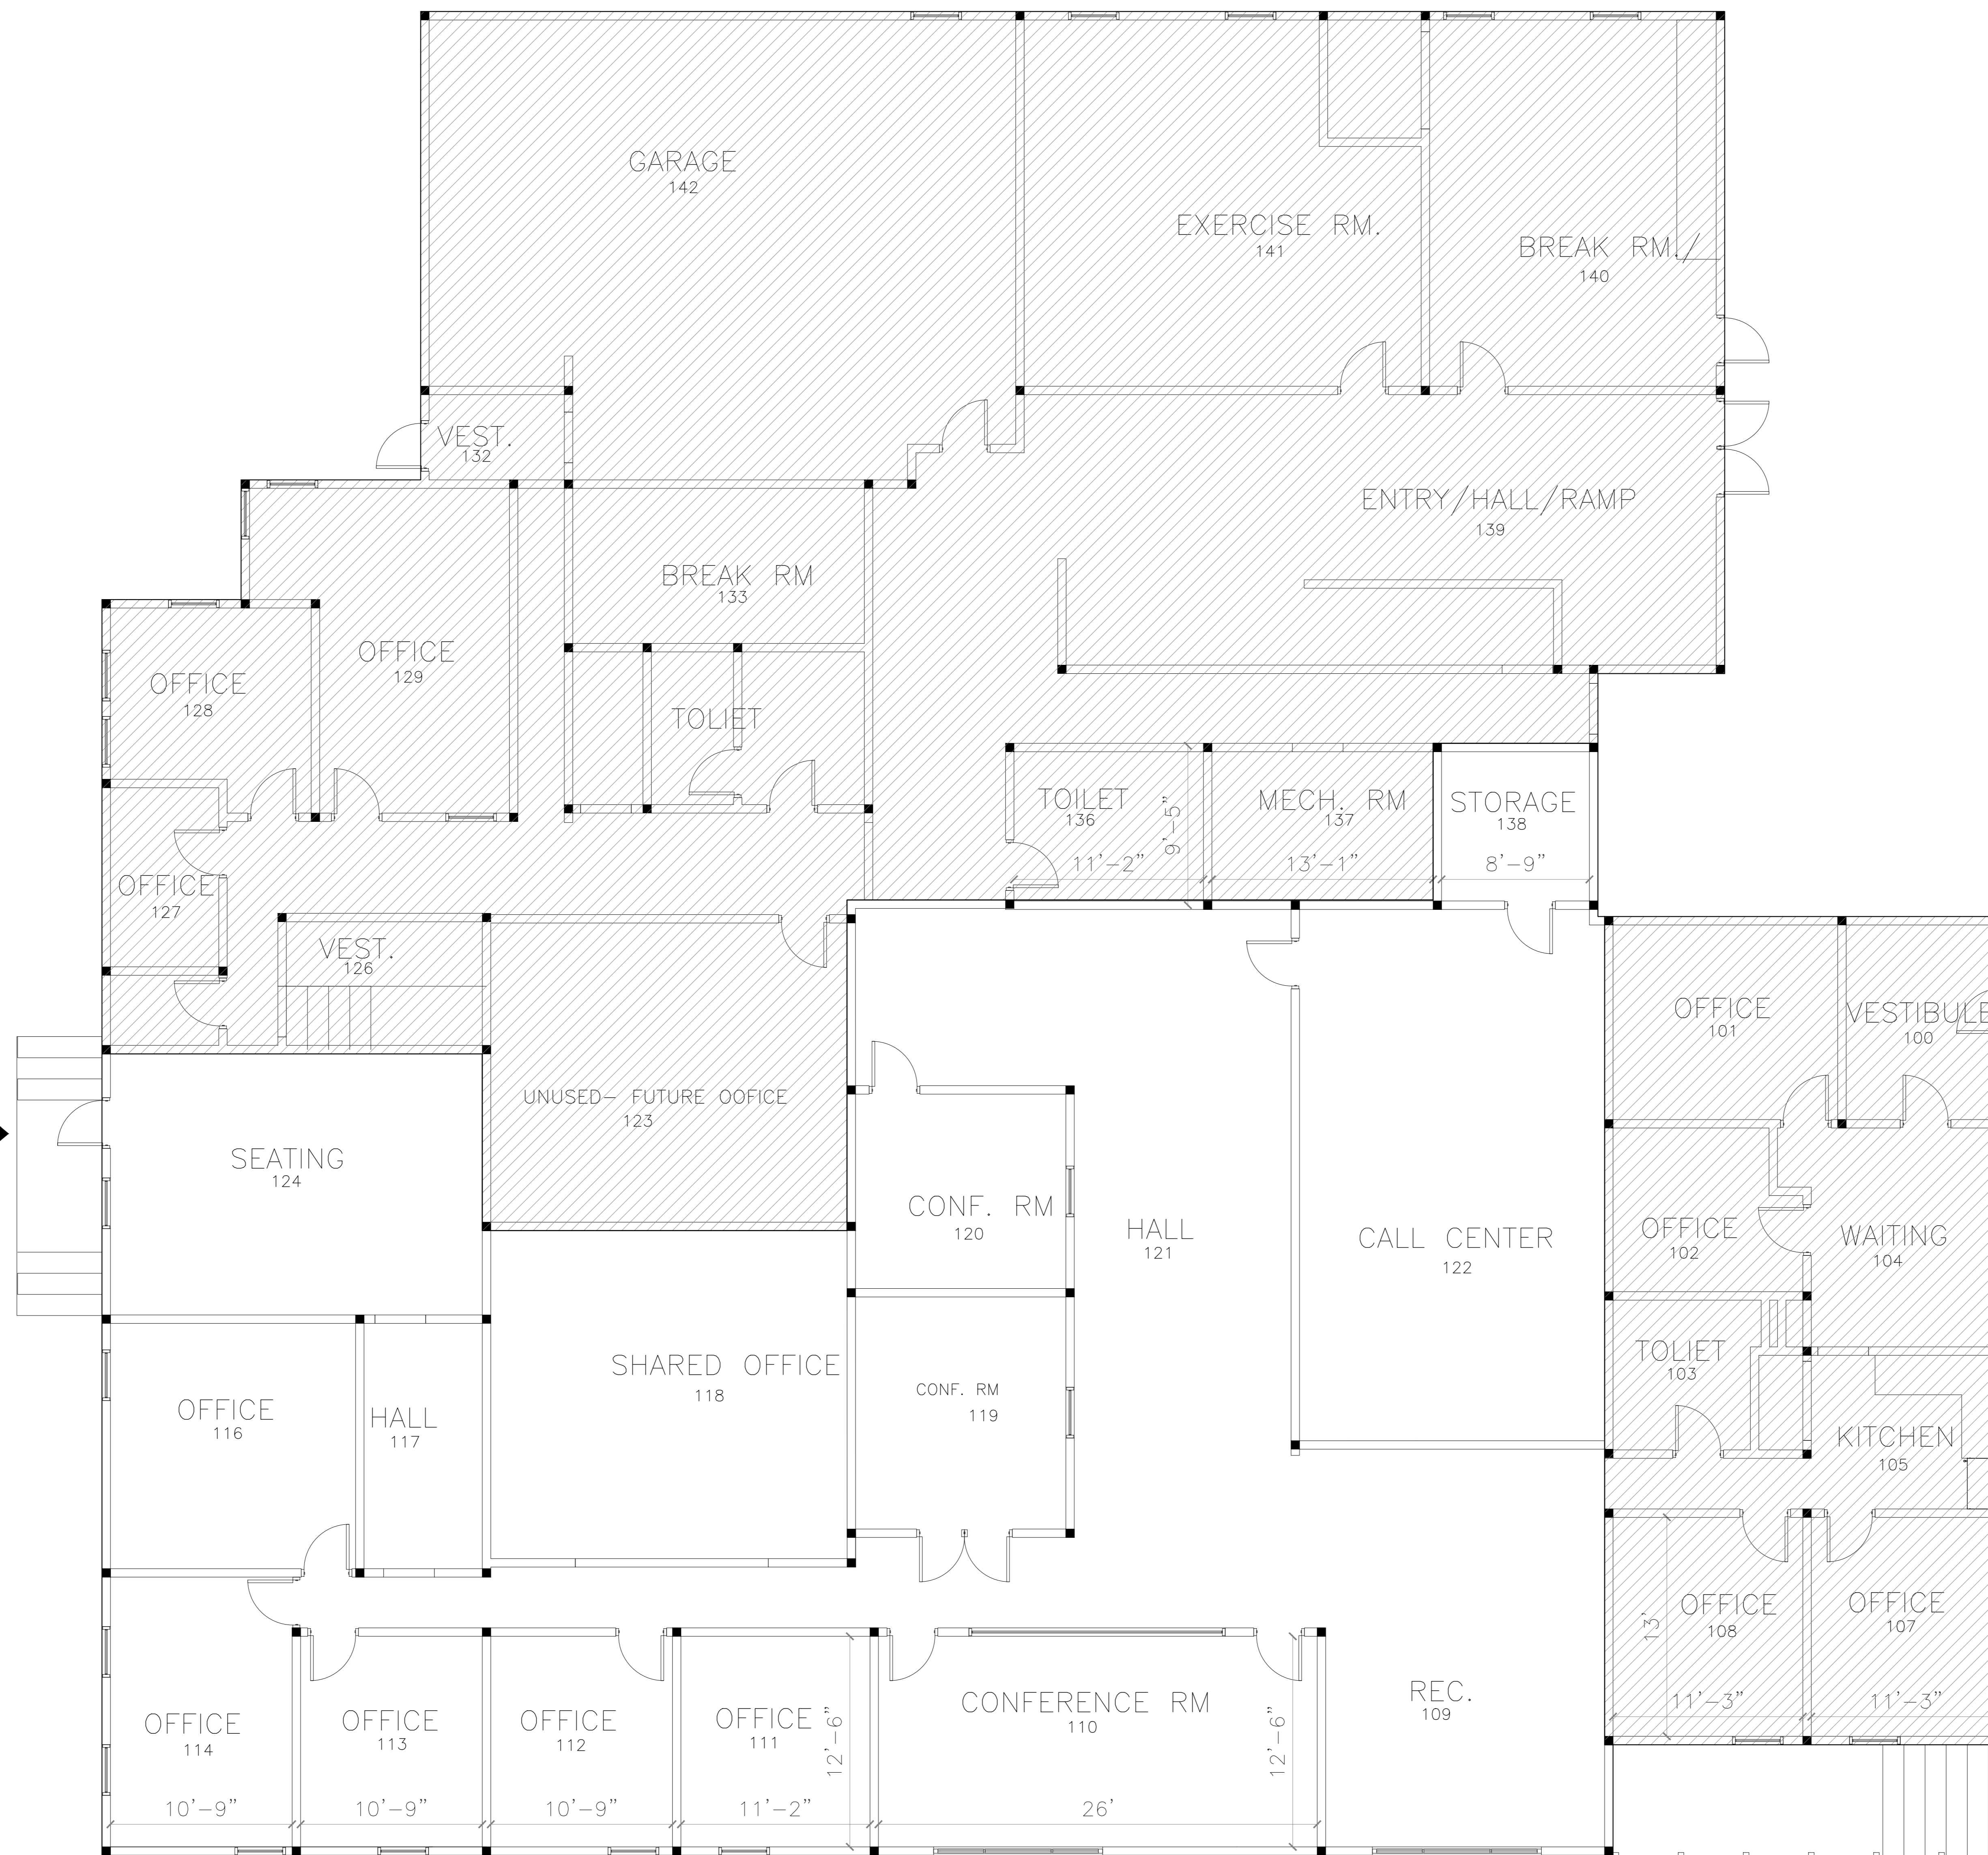 GARAGE
142
EXERCISE RM.
141
BREAK RM./
140
VEST.
132
ENTRY/HALL/RAMP
139
BREAK RM
133
OFFICE
129
OFFICE
128
TOLIET
TOILET
136
9'-5"
11'-2"
MECH. RM
137
13'-1"
STORAGE
138
8'-9"
OFFICE
127
VEST.
126
OFFICE
101
VESTIBULE
100
UNUSED- FUTURE OOFICE
123
SEATING
124
CONF. RM
120
HALL
121
CALL CENTER
122
OFFICE
102
WAITING
104
SHARED OFFICE
118
CONF. RM
119
TOLIET
103
OFFICE
116
HALL
117
KITCHEN
105
OFFICE
108
13'
11'-3"
OFFICE
107
11'-3"
OFFICE
114
10'-9"
OFFICE
113
10'-9"
OFFICE
112
10'-9"
OFFICE
111
11'-2"
12'-6"
CONFERENCE RM
110
26'
12'-6"
REC.
109